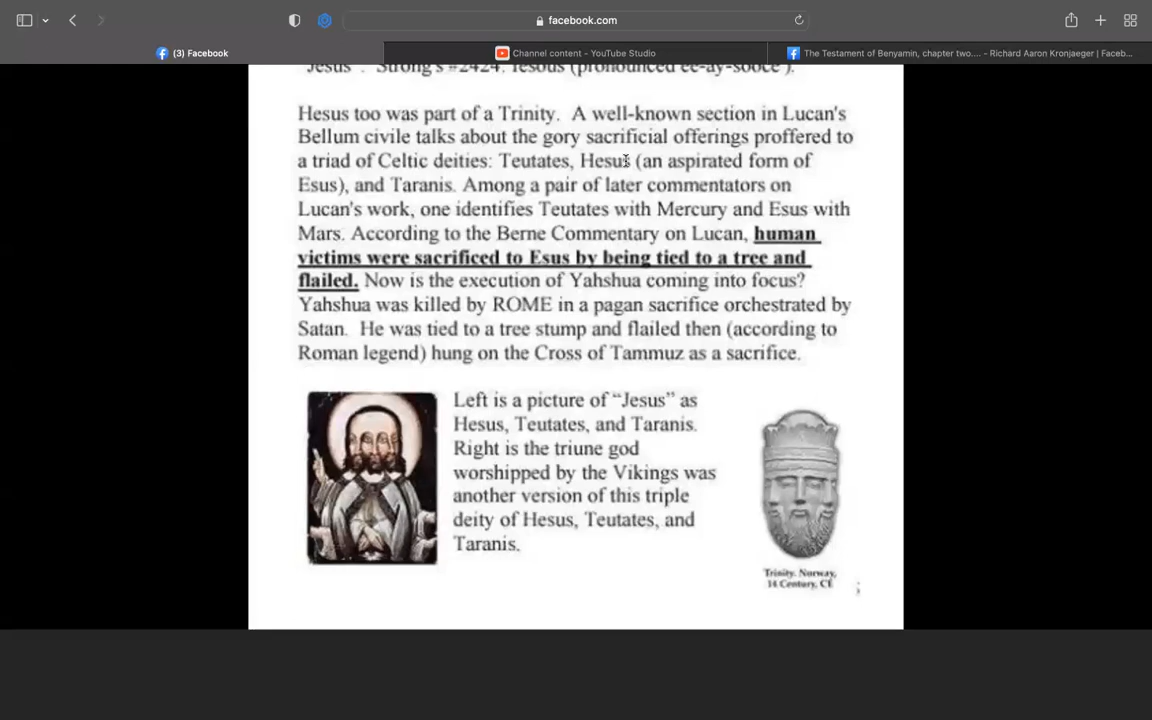 facebook.com
(3) Facebook
Channel content - YouTube Studio
The Testament of Benyamin, chapter two.... - Richard Aaron Kronjaeger | Faceb...
"Jesus". Strong's #2424: Iesous (pronounced ee-ay-sooce').
Hesus too was part of a Trinity. A well-known section in Lucan's
Bellum civile talks about the gory sacrificial offerings proffered to
a triad of Celtic deities: Teutates, Hesus (an aspirated form of
Esus), and Taranis. Among a pair of later commentators on
Lucan's work, one identifies Teutates with Mercury and Esus with
Mars. According to the Berne Commentary on Lucan, human
victims were sacrificed to Esus by being tied to a tree and
flailed. Now is the execution of Yahshua coming into focus?
Yahshua was killed by ROME in a pagan sacrifice orchestrated by
Satan. He was tied to a tree stump and flailed then (according to
Roman legend) hung on the Cross of Tammuz as a sacrifice.
Left is a picture of "Jesus" as
Hesus, Teutates, and Taranis.
Right is the triune god
worshipped by the Vikings was
another version of this triple
deity of Hesus, Teutates, and
Taranis.
Trinity. Norway,
14 Century, CE
;